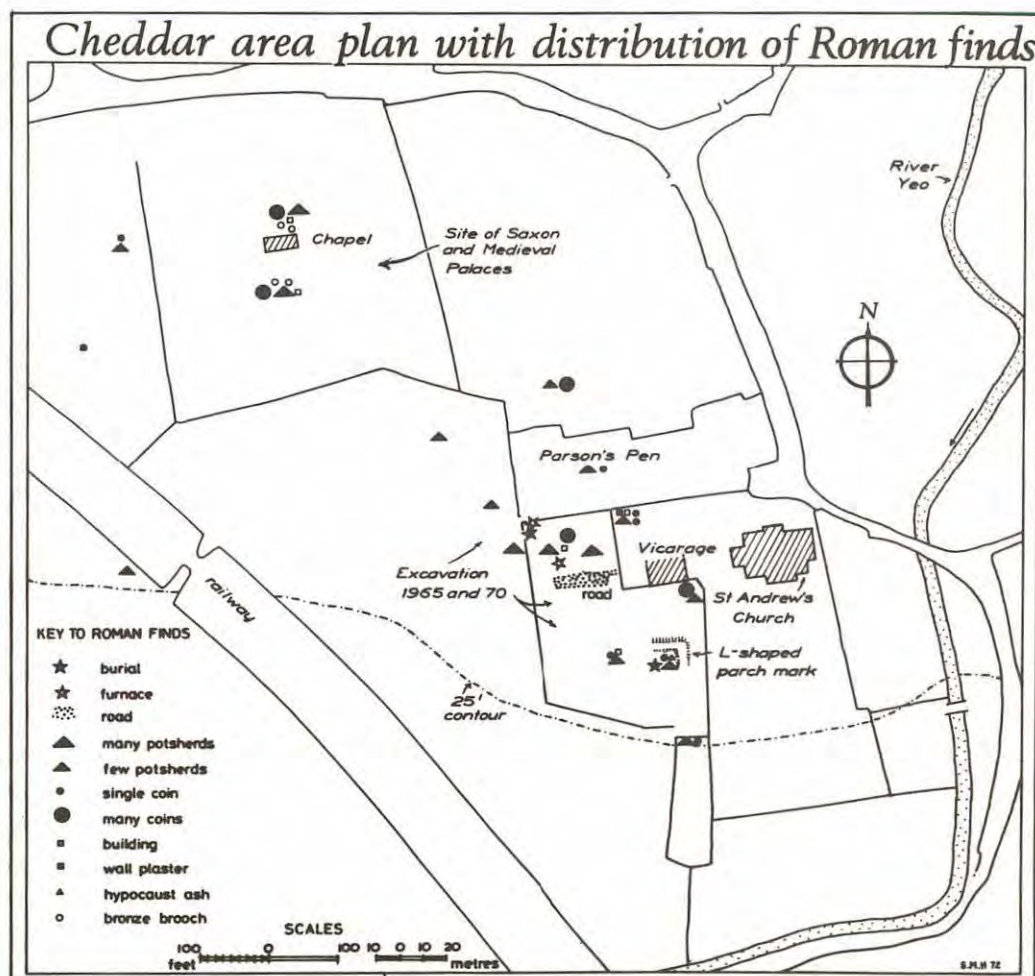 Cheddar area plan with distribution of Roman finds
River
Yeo
Chapel
Site of Saxon
and Medieval
Palaces
N
Parson's Pen
Excavation
1965 and 70
road
Vicarage
St Andrew's
Church
L-shaped
parch mark
railway
25'
contour
KEY TO ROMAN FINDS
burial
furnace
road
many potsherds
few potsherds
single coin
many coins
building
wall plaster
hypocaust ash
bronze brooch
SCALES
100 0 100 10 0 10 20
feet metres
S.M.H 72